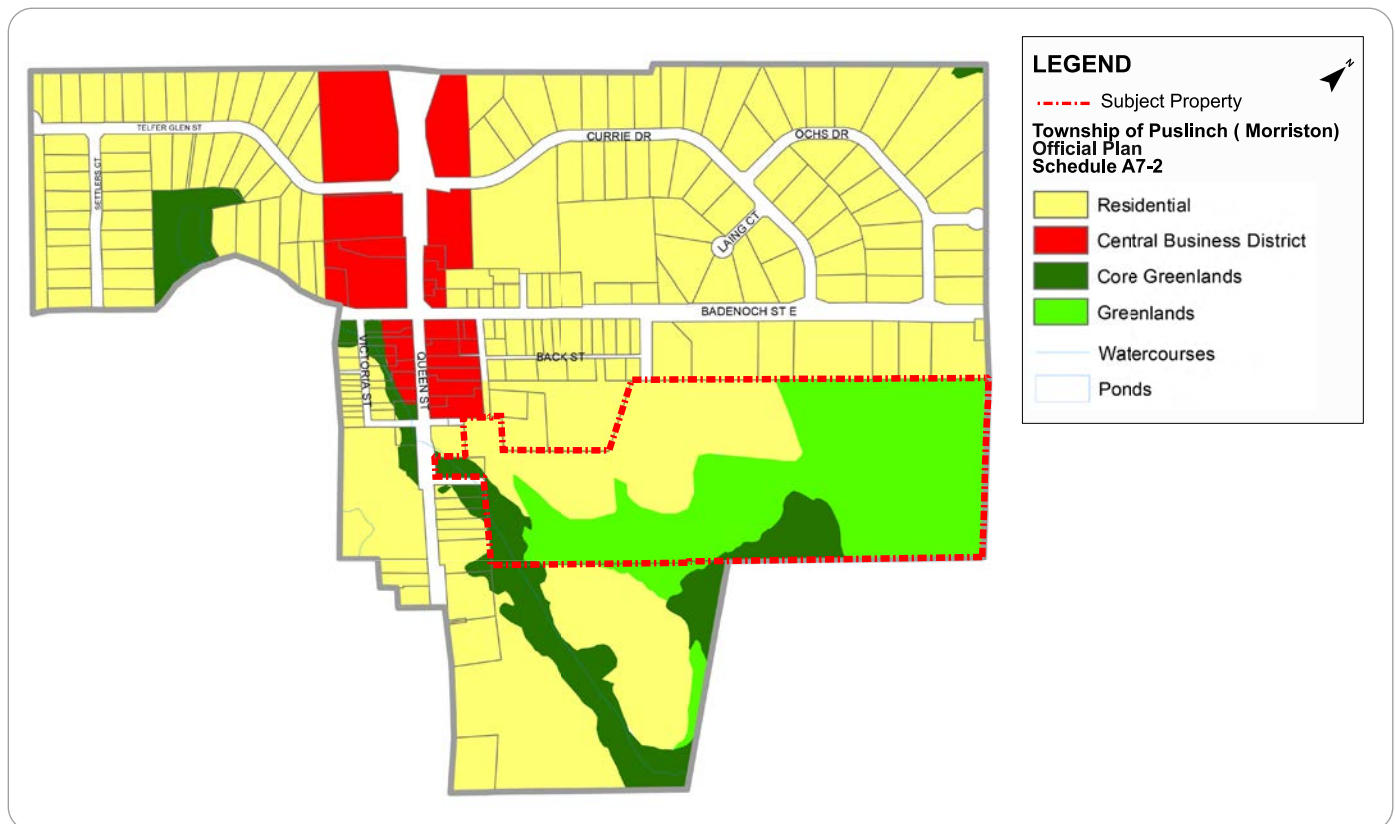 LEGEND
N
Subject Property
Township of Puslinch ( Morriston)
Official Plan
Schedule A7-2
Residential
Central Business District
Core Greenlands
Greenlands
Watercourses
Ponds
TELFER GLEN ST
SETTLERS CT
CURRIE DR
OCHS DR
LAING CT
BADENOCH ST E
BACK ST
VICTORIA ST
QUEEN ST